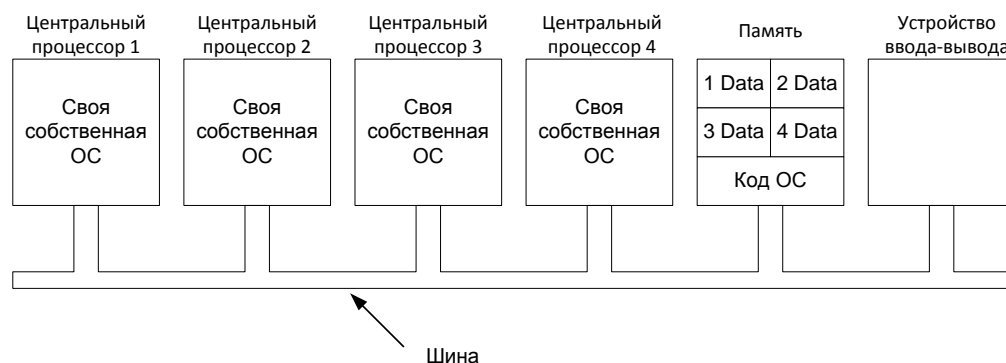 Центральный
процессор 1
Центральный
процессор 2
Центральный
процессор 3
Центральный
процессор 4
Память
Устройство
ввода-вывода
Своя
собственная
ОС
Своя
собственная
ОС
Своя
собственная
ОС
Своя
собственная
ОС
1 Data 2 Data
3 Data 4 Data
Код ОС
Шина